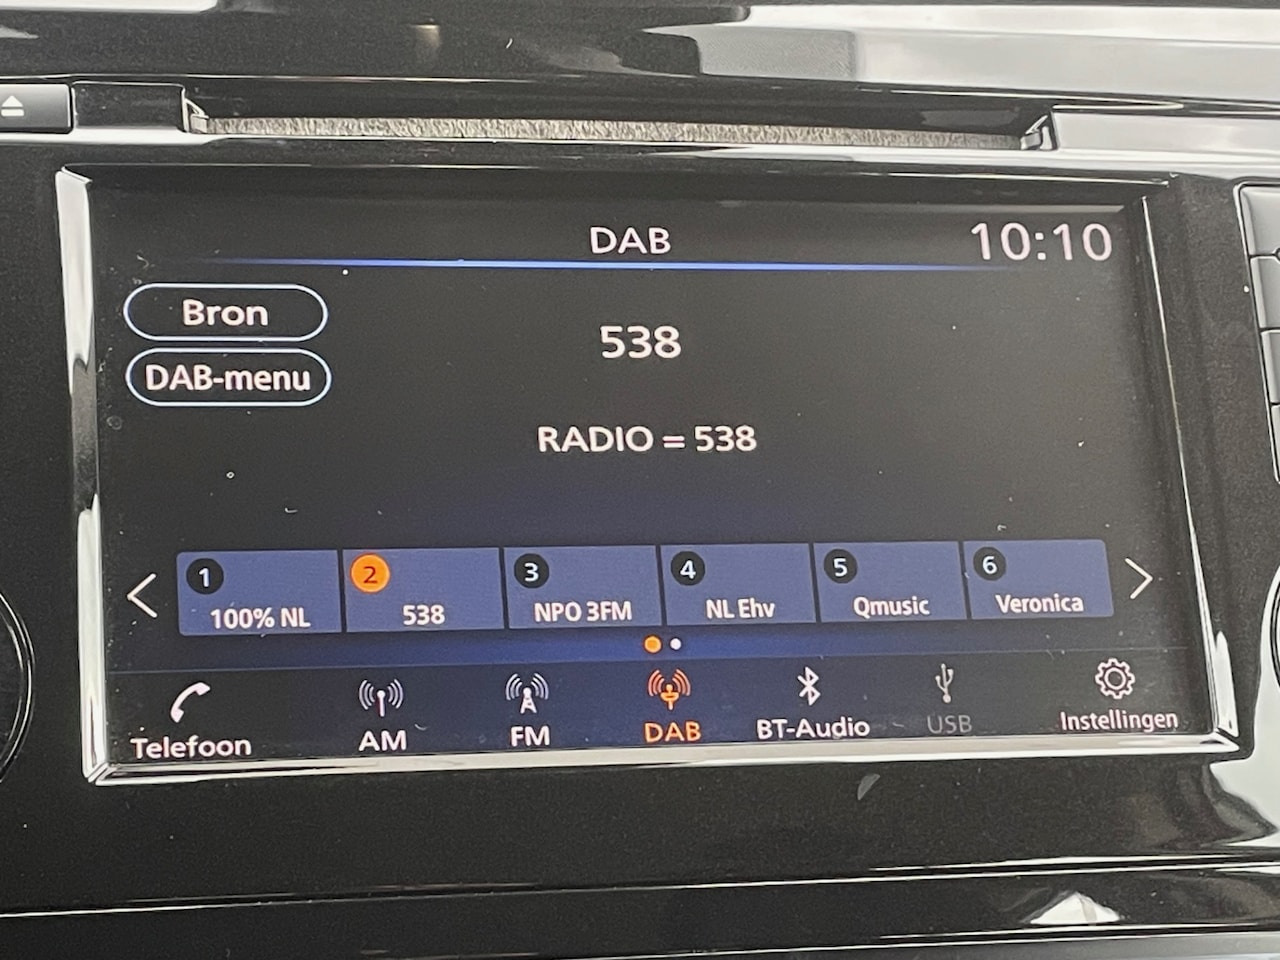 DAB
10:10
Bron
538
DAB-menu
RADIO = 538
1
2
3
4
5
6
100% NL
538
NPO 3FM
NL Ehv
Qmusic
Veronica
Telefoon
AM
FM
DAB
BT-Audio
USB
Instellingen